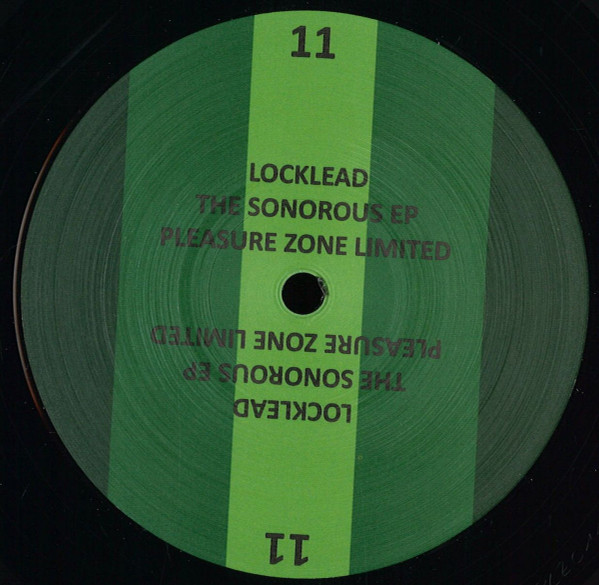 11
LOCKLEAD
THE SONOROUS EP
PLEASURE ZONE LIMITED
PLEASURE ZONE LIMITED
THE SONOROUS EP
LOCKLEAD
11